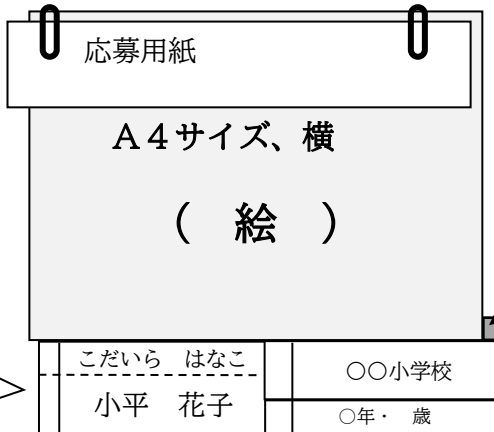 応募用紙
Ａ４サイズ、横
（　絵　）
こだいら　はなこ
小平　花子
○○小学校
○年・　歳